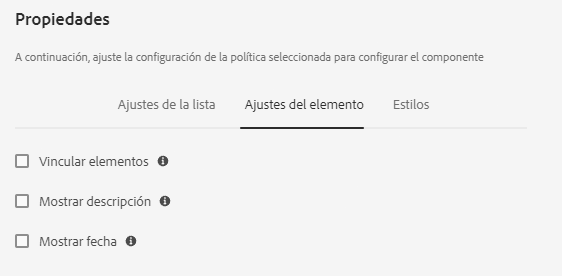 Propiedades
A continuación, ajuste la configuración de la política seleccionada para configurar el componente
Ajustes de la lista Ajustes del elemento Estilos
Vincular elementos
Mostrar descripción
Mostrar fecha